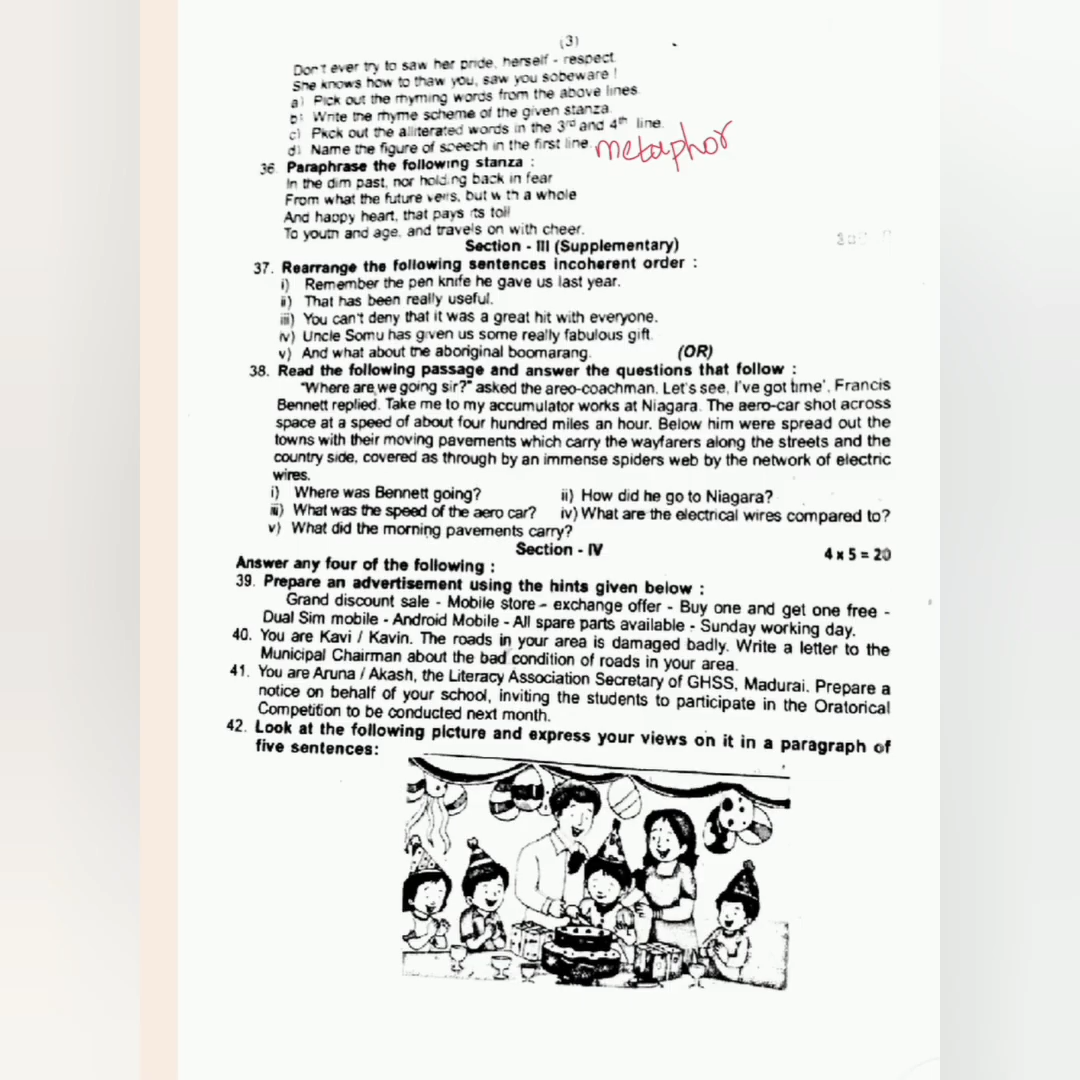 (3)
Don't ever try to saw her pride, herself - respect.
She knows how to thaw you, saw you sobeware !
a) Pick out the rhyming words from the above lines.
b) Write the rhyme scheme of the given stanza.
c) Pkck out the alliterated words in the 3rd and 4th line.
d) Name the figure of speech in the first line. metaphor
36. Paraphrase the following stanza :
In the dim past, nor holding back in fear
From what the future veils, but with a whole
And happy heart, that pays its toll
To youth and age, and travels on with cheer.
Section - III (Supplementary)
37. Rearrange the following sentences incoherent order :
i) Remember the pen knife he gave us last year.
ii) That has been really useful.
iii) You can't deny that it was a great hit with everyone.
iv) Uncle Somu has given us some really fabulous gift.
v) And what about the aboriginal boomarang. (OR)
38. Read the following passage and answer the questions that follow :
"Where are we going sir?" asked the areo-coachman. Let's see, I've got time', Francis
Bennett replied. Take me to my accumulator works at Niagara. The aero-car shot across
space at a speed of about four hundred miles an hour. Below him were spread out the
towns with their moving pavements which carry the wayfarers along the streets and the
country side, covered as through by an immense spiders web by the network of electric
wires.
i) Where was Bennett going? ii) How did he go to Niagara?
iii) What was the speed of the aero car? iv) What are the electrical wires compared to?
v) What did the morning pavements carry?
Section - IV 4 x 5 = 20
Answer any four of the following :
39. Prepare an advertisement using the hints given below :
Grand discount sale - Mobile store - exchange offer - Buy one and get one free -
Dual Sim mobile - Android Mobile - All spare parts available - Sunday working day.
40. You are Kavi / Kavin. The roads in your area is damaged badly. Write a letter to the
Municipal Chairman about the bad condition of roads in your area.
41. You are Aruna / Akash, the Literacy Association Secretary of GHSS, Madurai. Prepare a
notice on behalf of your school, inviting the students to participate in the Oratorical
Competition to be conducted next month.
42. Look at the following picture and express your views on it in a paragraph of
five sentences: